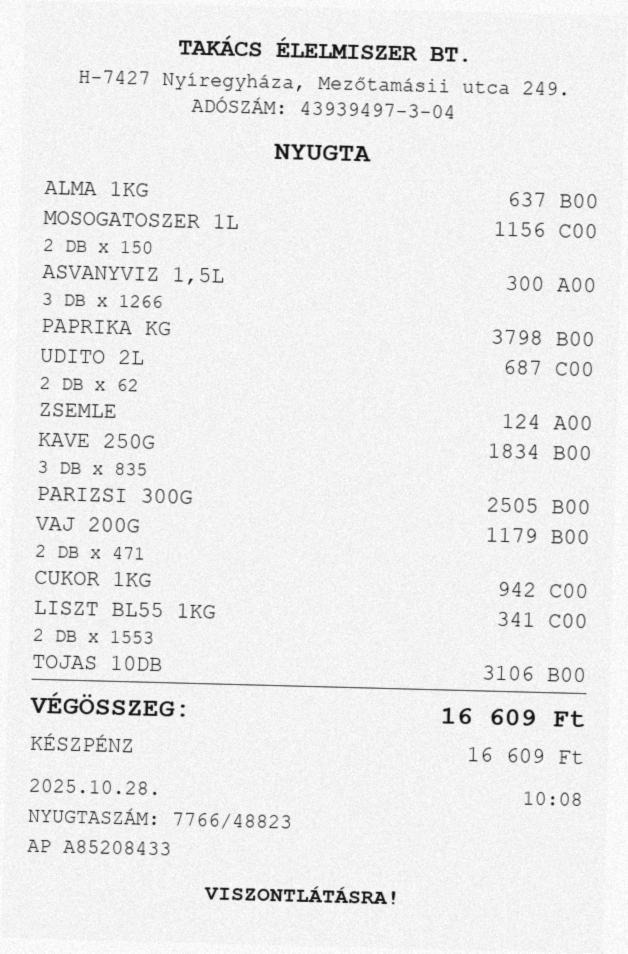 TAKÁCS ÉLELMISZER BT.
H-7427 Nyíregyháza, Mezőtamásii utca 249.
ADÓSZÁM: 43939497-3-04
NYUGTA
ALMA 1KG 637 B00
MOSOGATOSZER 1L 1156 C00
2 DB x 150
ASVANYVIZ 1,5L 300 A00
3 DB x 1266
PAPRIKA KG 3798 B00
UDITO 2L 687 C00
2 DB x 62
ZSEMLE 124 A00
KAVE 250G 1834 B00
3 DB x 835
PARIZSI 300G 2505 B00
VAJ 200G 1179 B00
2 DB x 471
CUKOR 1KG 942 C00
LISZT BL55 1KG 341 C00
2 DB x 1553
TOJAS 10DB 3106 B00
VÉGÖSSZEG: 16 609 Ft
KÉSZPÉNZ 16 609 Ft
2025.10.28. 10:08
NYUGTASZÁM: 7766/48823
AP A85208433
VISZONTLÁTÁSRA!